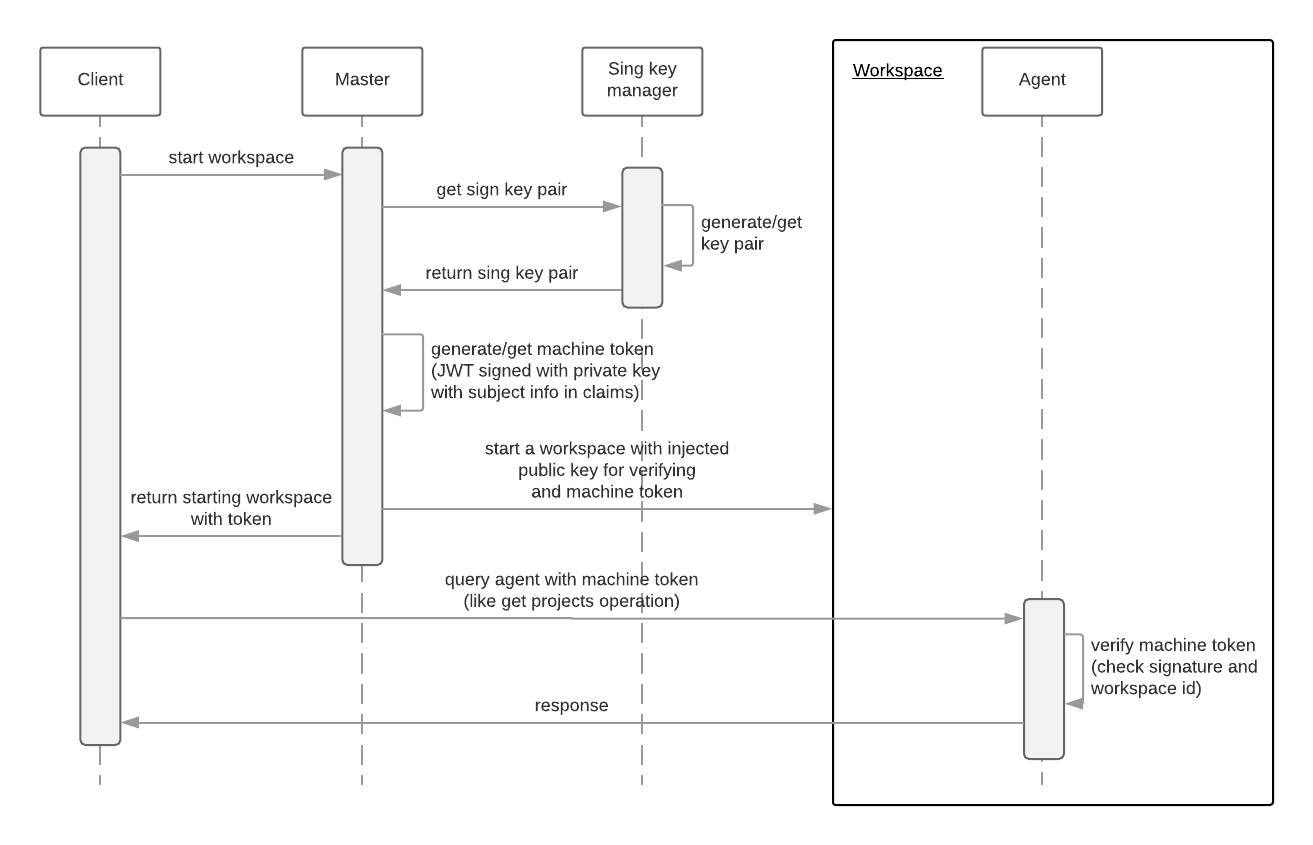 Client
Master
Sing key
manager
Workspace
Agent
start workspace
get sign key pair
generate/get
key pair
return sing key pair
generate/get machine token
(JWT signed with private key
with subject info in claims)
start a workspace with injected
public key for verifying
and machine token
return starting workspace
with token
query agent with machine token
(like get projects operation)
verify machine token
(check signature and
workspace id)
response